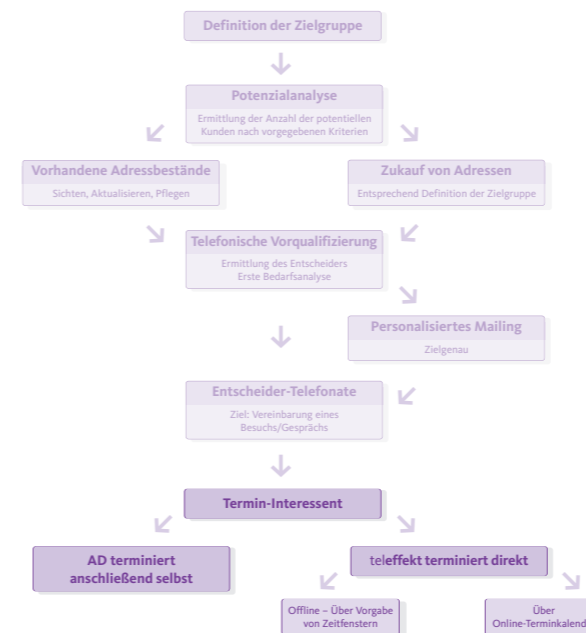 Definition der Zielgruppe
Potenzialanalyse
Ermittlung der Anzahl der potentiellen
Kunden nach vorgegebenen Kriterien
Vorhandene Adressbestände
Sichten, Aktualisieren, Pflegen
Zukauf von Adressen
Entsprechend Definition der Zielgruppe
Telefonische Vorqualifizierung
Ermittlung des Entscheiders
Erste Bedarfsanalyse
Personalisiertes Mailing
Zielgenau
Entscheider-Telefonate
Ziel: Vereinbarung eines
Besuchs/Gesprächs
Termin-Interessent
AD terminiert
anschließend selbst
teleffekt terminiert direkt
Offline – Über Vorgabe
von Zeitfenstern
Über
Online-Terminkalend